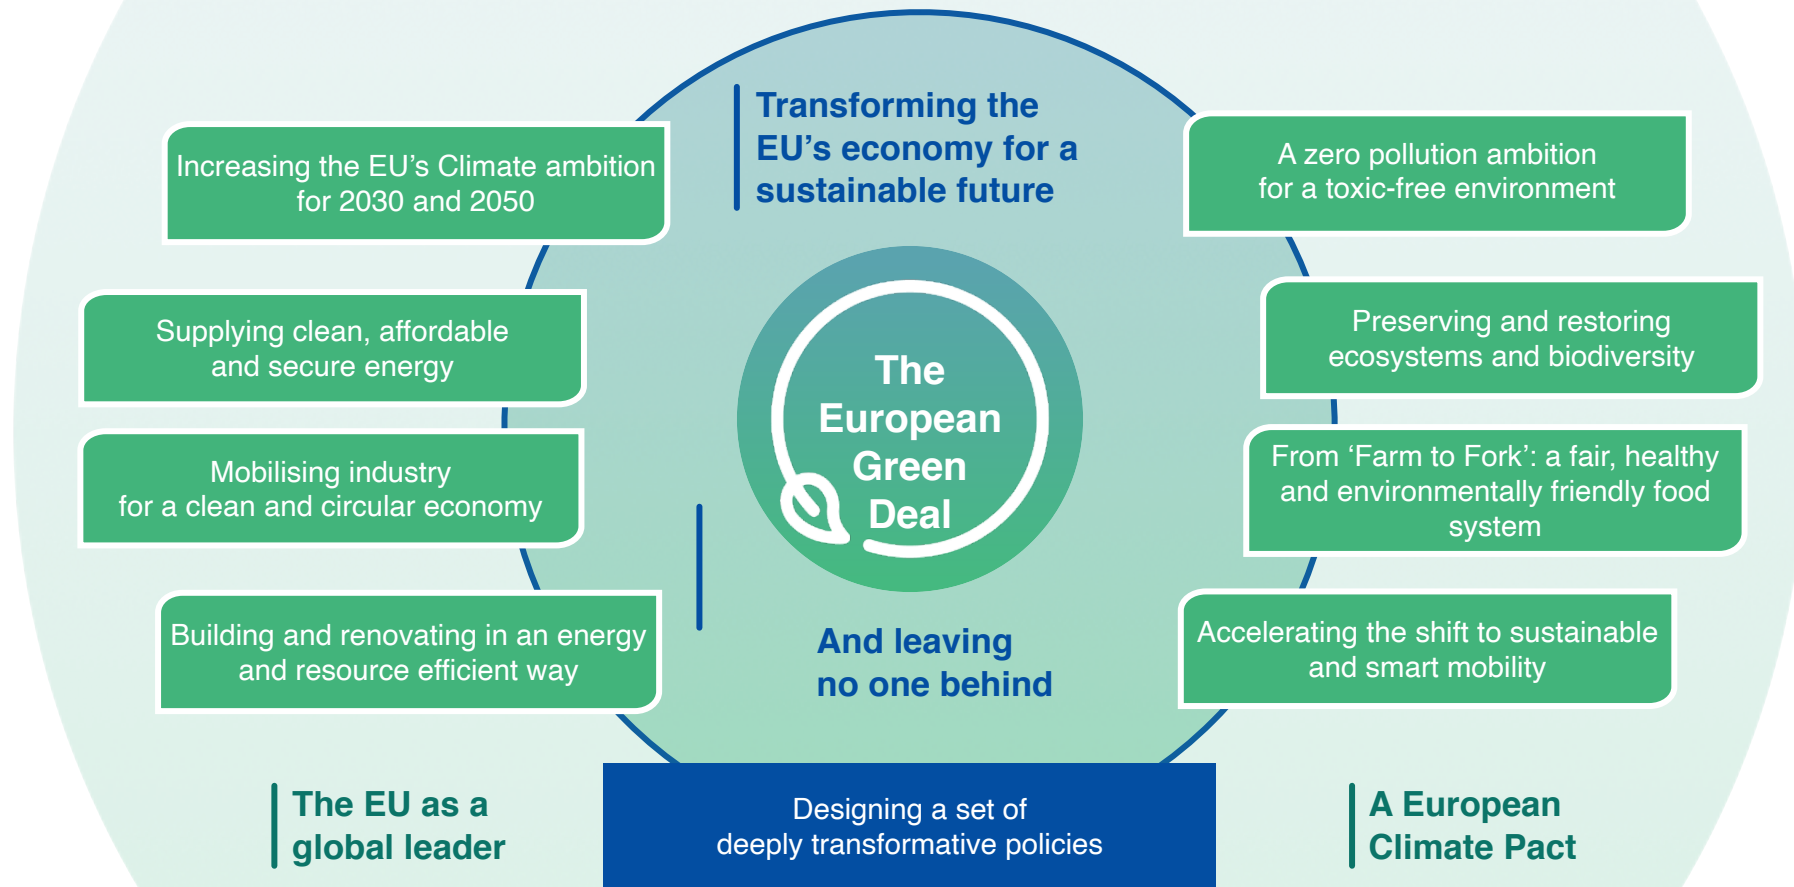 Transforming the
EU’s economy for a
sustainable future
Increasing the EU’s Climate ambition
for 2030 and 2050
Supplying clean, affordable
and secure energy
Mobilising industry
for a clean and circular economy
Building and renovating in an energy
and resource efficient way
The
European
Green
Deal
A zero pollution ambition
for a toxic-free environment
Preserving and restoring
ecosystems and biodiversity
From ‘Farm to Fork’: a fair, healthy
and environmentally friendly food
system
Accelerating the shift to sustainable
and smart mobility
And leaving
no one behind
The EU as a
global leader
Designing a set of
deeply transformative policies
A European
Climate Pact